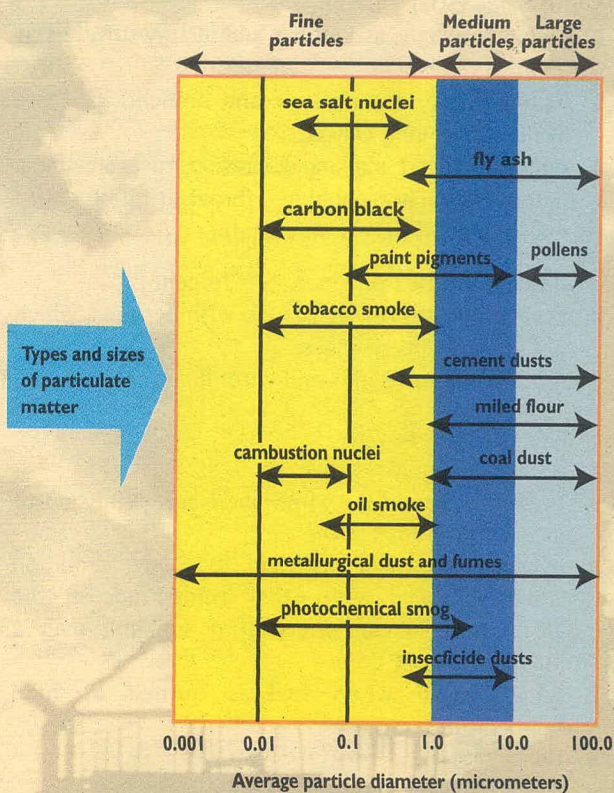 Fine
particles
Medium
particles
Large
particles
sea salt nuclei
fly ash
carbon black
paint pigments
pollens
tobacco smoke
Types and sizes
of particulate
matter
cement dusts
miled flour
cambustion nuclei
coal dust
oil smoke
metallurgical dust and fumes
photochemical smog
insecficide dusts
0.001 0.01 0.1 1.0 10.0 100.0
Average particle diameter (micrometers)